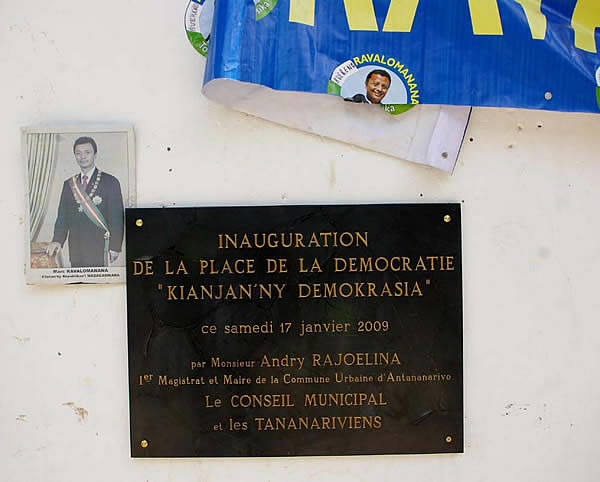 RAVALOMANANA
Marc RAVALOMANANA
INAUGURATION
DE LA PLACE DE LA DEMOCRATIE
"KIANJAN'NY DEMOKRASIA"
ce samedi 17 janvier 2009
par Monsieur Andry RAJOELINA
1er Magistrat et Maire de la Commune Urbaine d'Antananarivo
Le CONSEIL MUNICIPAL
et les TANANARIVIENS